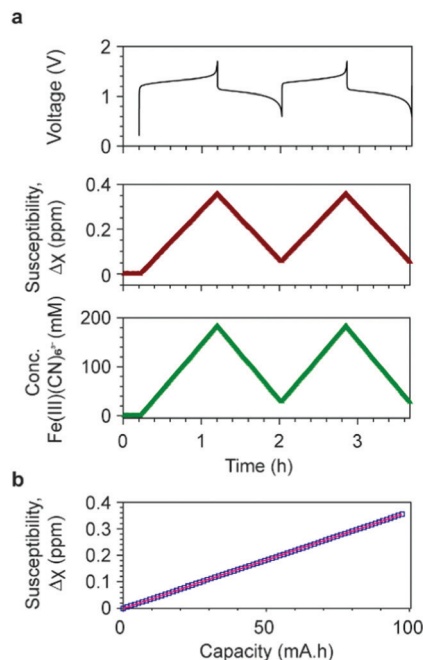 a
2
1
0
Voltage (V)
0.4
0.2
0
Susceptibility,
Δχ (ppm)
200
100
0
Conc.
Fe(III)(CN)₆³⁻ (mM)
0 1 2 3
Time (h)
b
0.4
0.3
0.2
0.1
0
Susceptibility,
Δχ (ppm)
0 50 100
Capacity (mA.h)